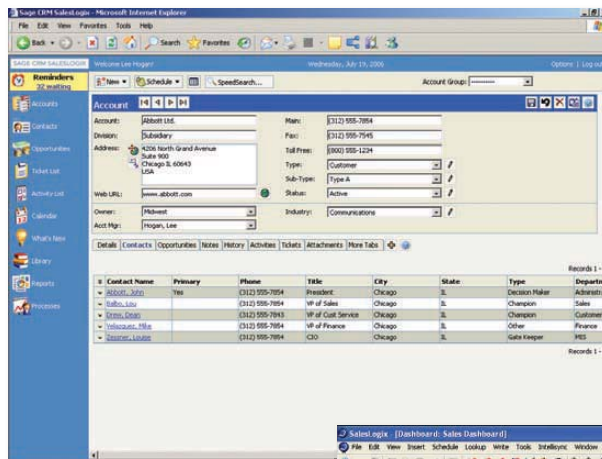 Sage CRM SalesLogix - Microsoft Internet Explorer
File Edit View Favorites Tools Help
Back Search Favorites
SAGE CRM SALESLOGIX Welcome Lee Hogan! Wednesday, July 19, 2006 Options | Log out
Reminders
32 waiting
New Schedule SpeedSearch... Account Group: ----------
Accounts
Contacts
Opportunities
Ticket List
Activity List
Calendar
What's New
Library
Reports
Processes
Account
Account: Abbott Ltd. Main: (312) 555-7854
Division: Subsidiary Fax: (312) 555-7545
Address: 4206 North Grand Avenue Toll Free: (800) 555-1234
Suite 900
Chicago IL 60643 Type: Customer
USA
Sub-Type: Type A
Web URL: www.abbott.com Status: Active
Owner: Midwest Industry: Communications
Acct Mgr: Hogan, Lee
Details Contacts Opportunities Notes History Activities Tickets Attachments More Tabs
Records 1 -
Contact Name Primary Phone Title City State Type Departm
Abbott, John Yes (312) 555-7854 President Chicago IL Decision Maker Administr
Balbo, Lou (312) 555-7854 VP of Sales Chicago IL Champion Sales
Drew, Dean (312) 555-7843 VP of Cust Service Chicago IL Champion Customer
Velazquez, Mike (312) 555-7854 VP of Finance Chicago IL Other Finance
(312) 555-7854 CIO Chicago IL Gate Keeper MIS
Records 1 -
SalesLogix - [Dashboard: Sales Dashboard]
File Edit View Insert Schedule Lookup Write Tools Intellisync Window